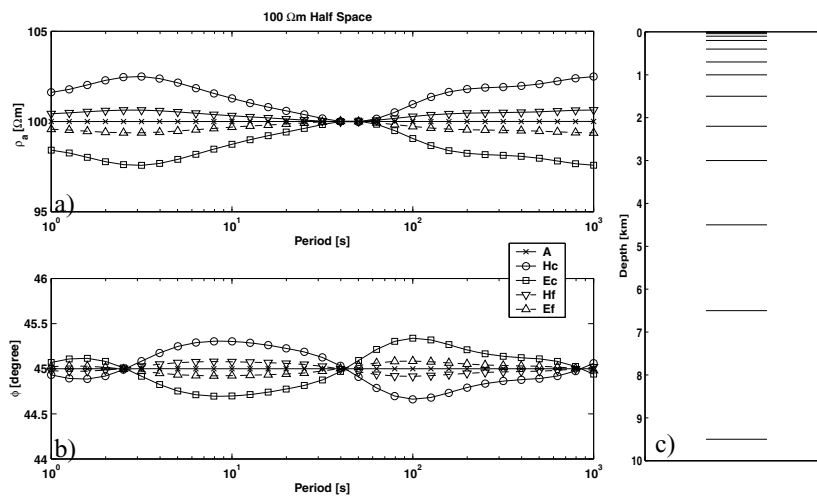 100 Ωm Half Space
105
100
95
ρa [Ωm]
a)
10^0
10^1
10^2
10^3
Period [s]
A
Hc
Ec
Hf
Ef
46
45.5
45
44.5
44
ϕ [degree]
b)
10^0
10^1
10^2
10^3
Period [s]
0
1
2
3
4
5
6
7
8
9
10
Depth [km]
c)